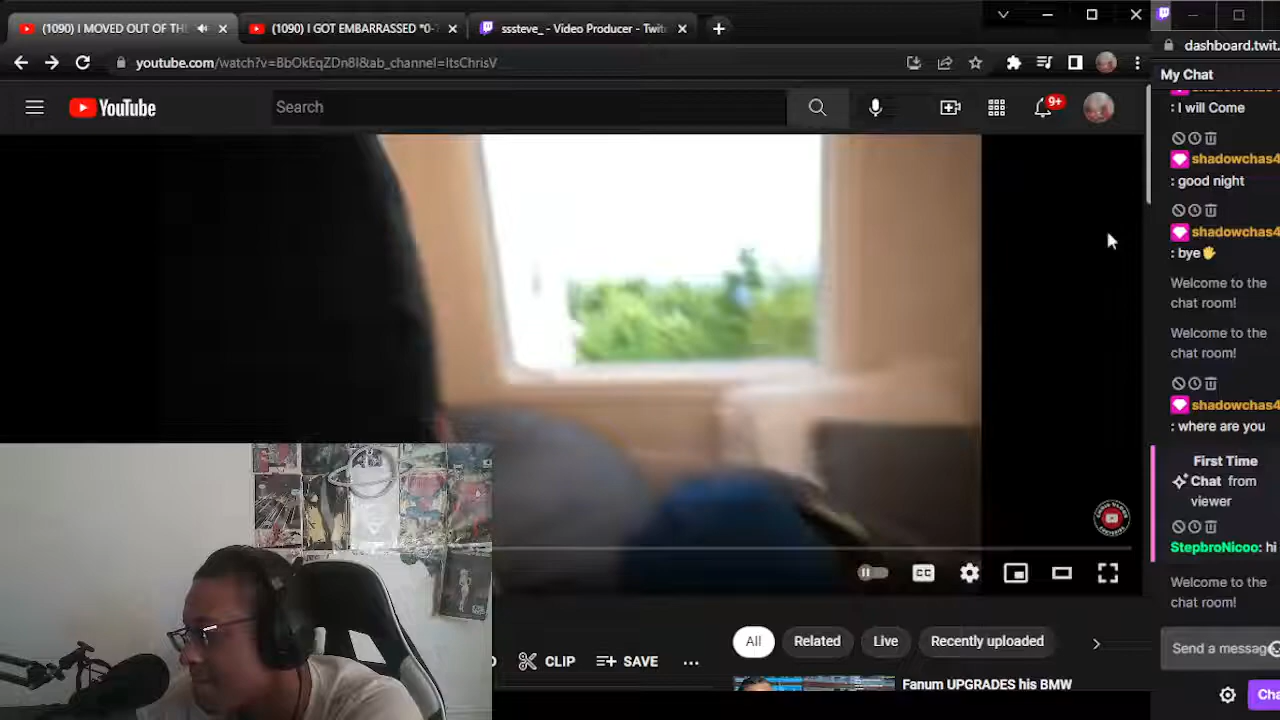 (1090) I MOVED OUT OF TH
(1090) I GOT EMBARRASSED *0-
sssteve_ - Video Producer - Twit
youtube.com/watch?v=BbOkEqZDn8I&ab_channel=ItsChrisV
dashboard.twit.
YouTube
Search
9+
My Chat
: I will Come
shadowchas4
: good night
shadowchas4
: bye👋
Welcome to the
chat room!
Welcome to the
chat room!
shadowchas4
: where are you
First Time
Chat from
viewer
StepbroNicoo: hi
Welcome to the
chat room!
CC
All
Related
Live
Recently uploaded
CLIP
SAVE
...
Send a messag
Fanum UPGRADES his BMW
Cha